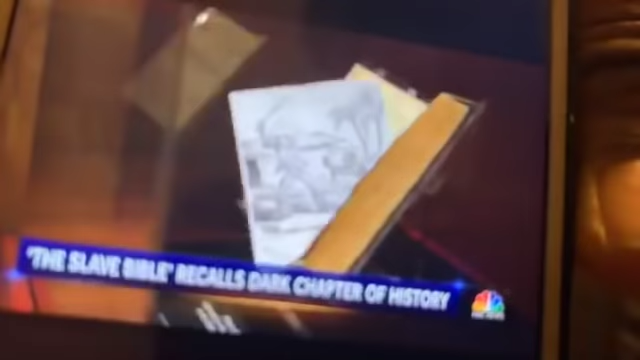 'THE SLAVE BIBLE' RECALLS DARK CHAPTER OF HISTORY